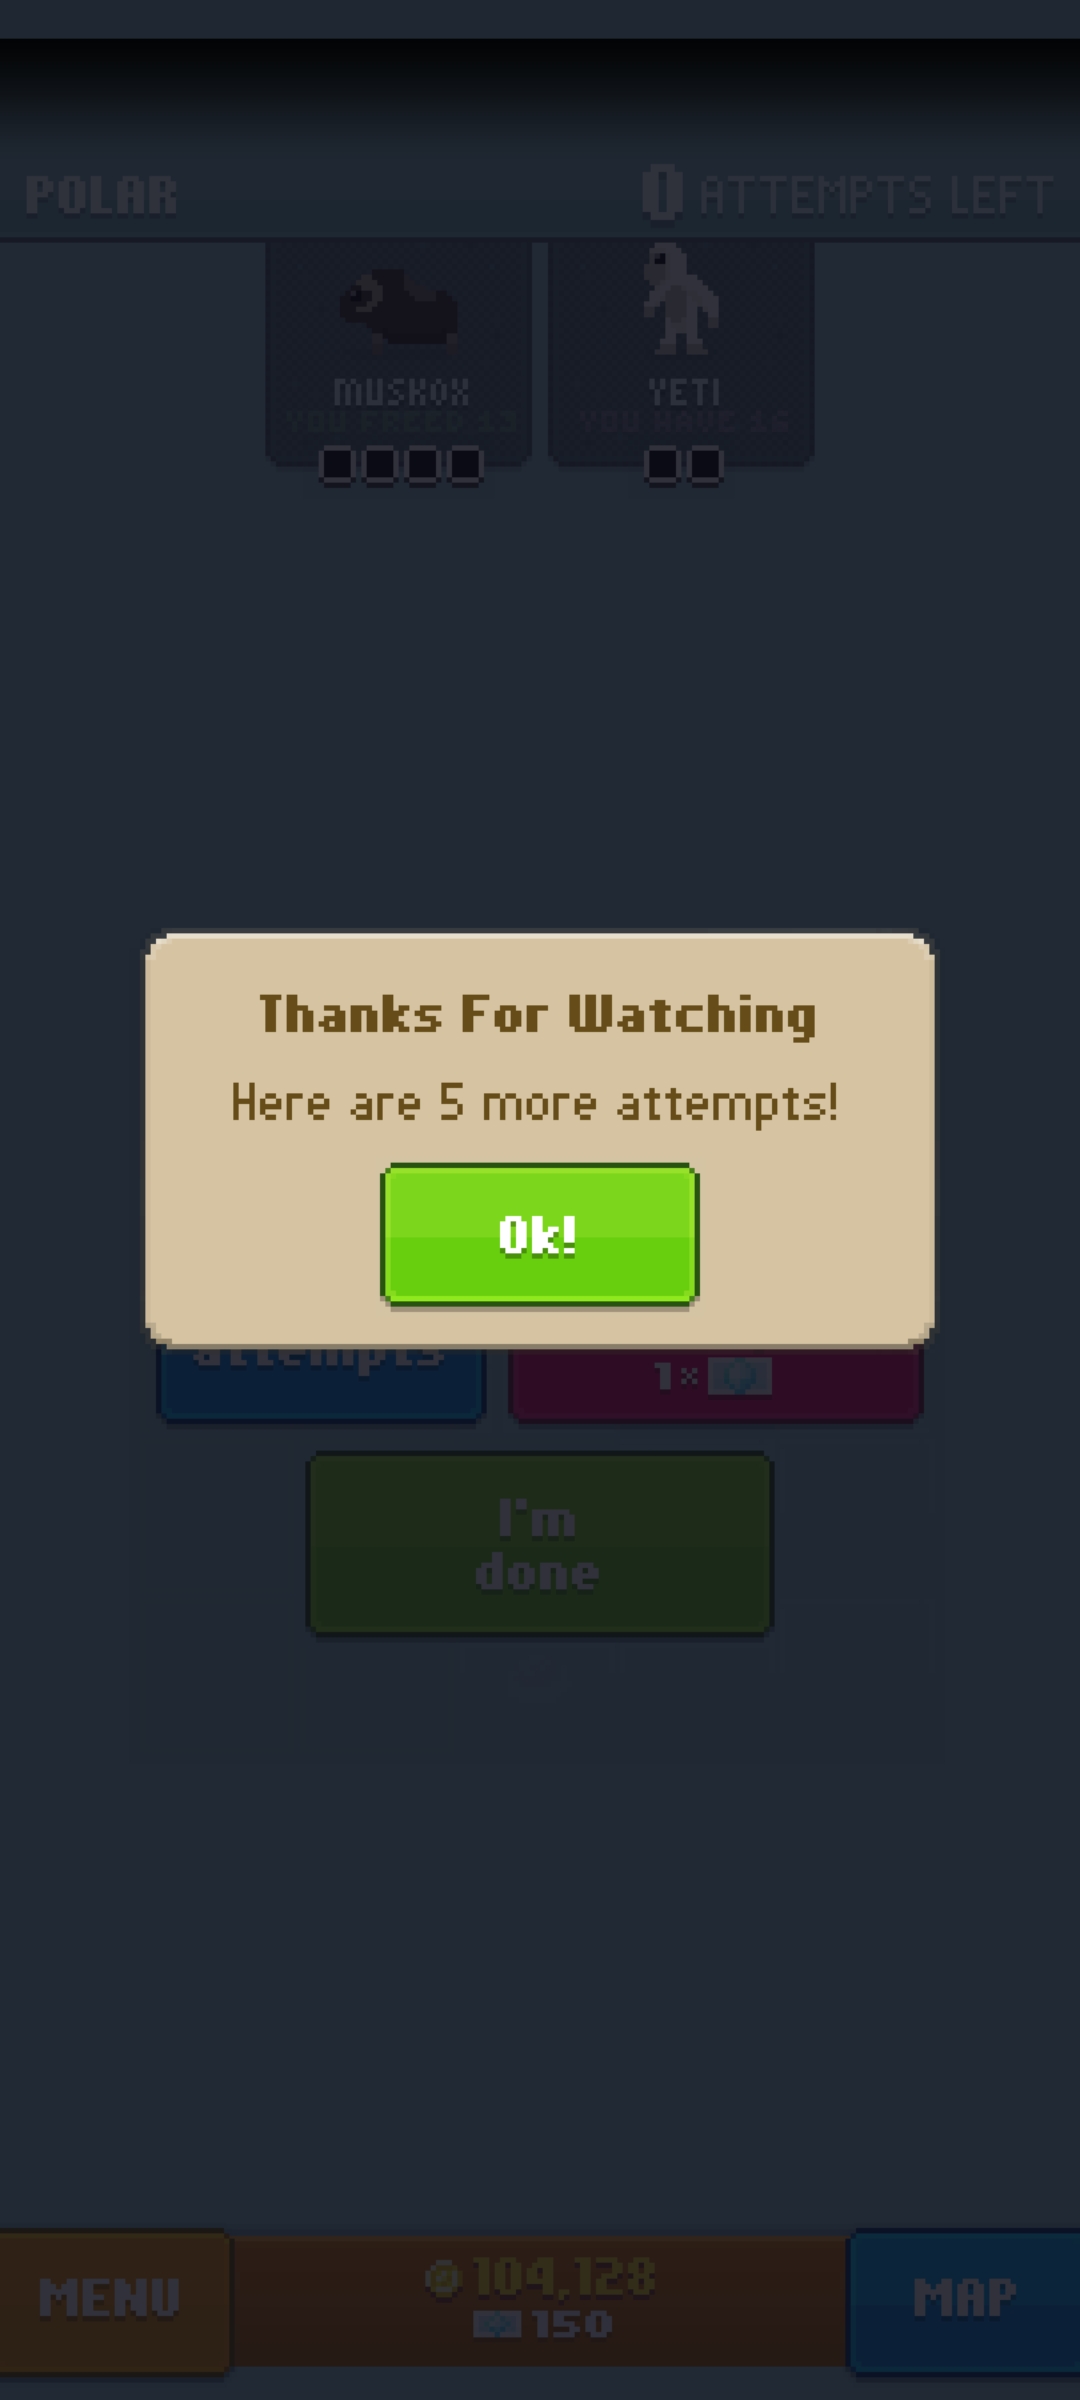 POLAR
0 ATTEMPTS LEFT
MUSKOX
YOU FREED 13
YETI
YOU HAVE 16
Thanks For Watching
Here are 5 more attempts!
Ok!
attempts
1×
I'm
done
MENU
104,128
150
MAP